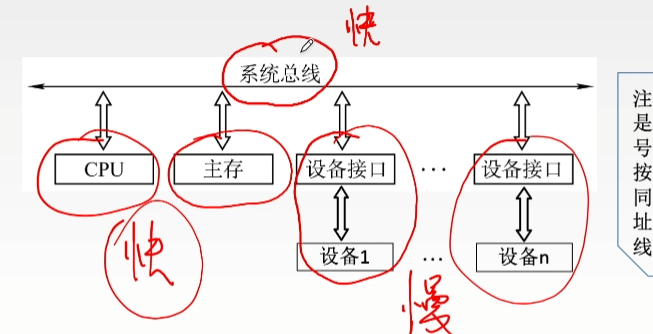 快
系统总线
CPU 主存 设备接口 … 设备接口
设备1 … 设备n
快 慢
注
是
号
按
同
址
线